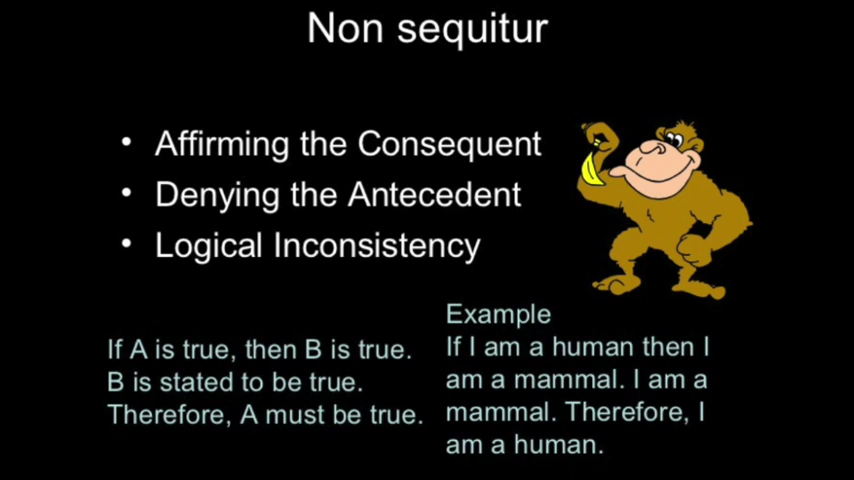 Non sequitur
• Affirming the Consequent
• Denying the Antecedent
• Logical Inconsistency
If A is true, then B is true.
B is stated to be true.
Therefore, A must be true.
Example
If I am a human then I
am a mammal. I am a
mammal. Therefore, I
am a human.